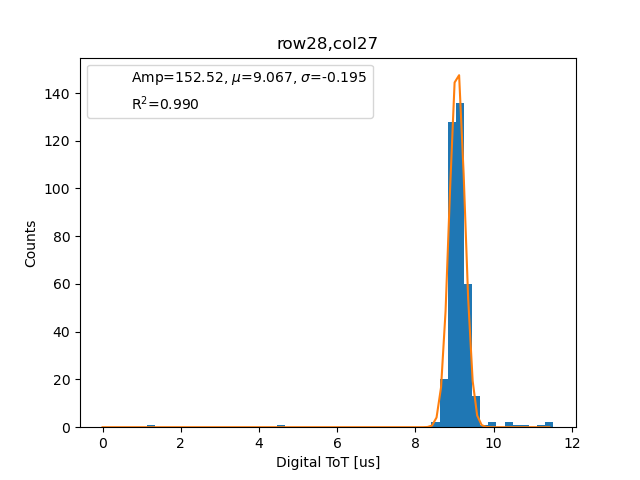 row28,col27
Amp=152.52, μ=9.067, σ=-0.195
R²=0.990
140
120
100
80
60
40
20
0
Counts
0 2 4 6 8 10 12
Digital ToT [us]